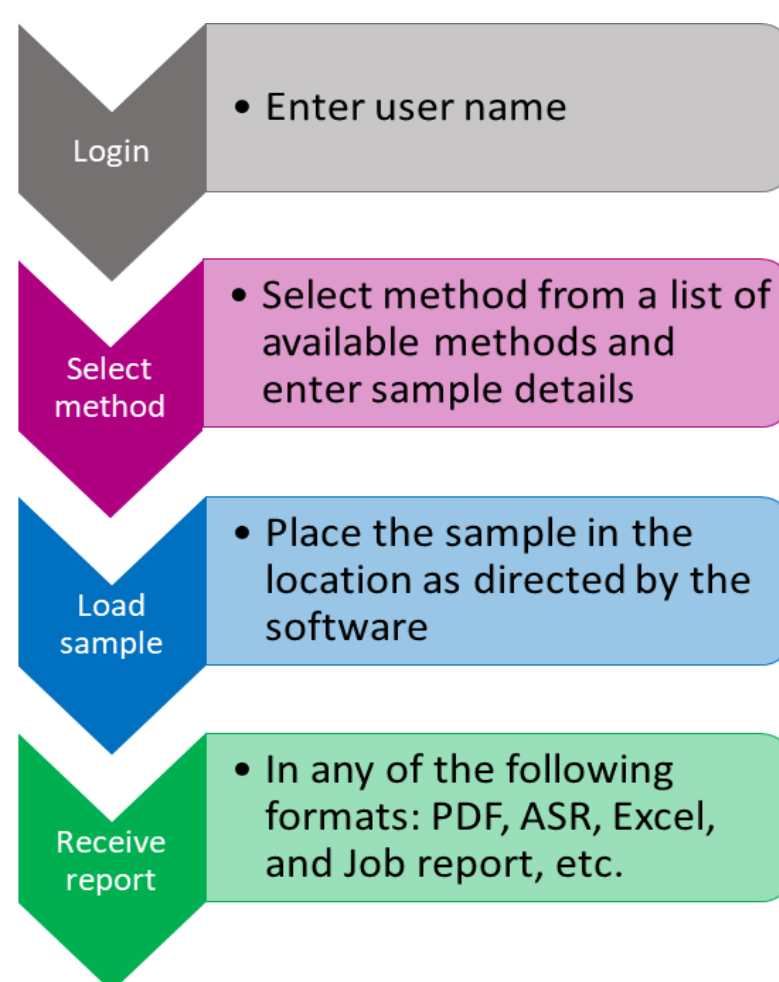 Login
• Enter user name
Select
method
• Select method from a list of
available methods and
enter sample details
Load
sample
• Place the sample in the
location as directed by the
software
Receive
report
• In any of the following
formats: PDF, ASR, Excel,
and Job report, etc.